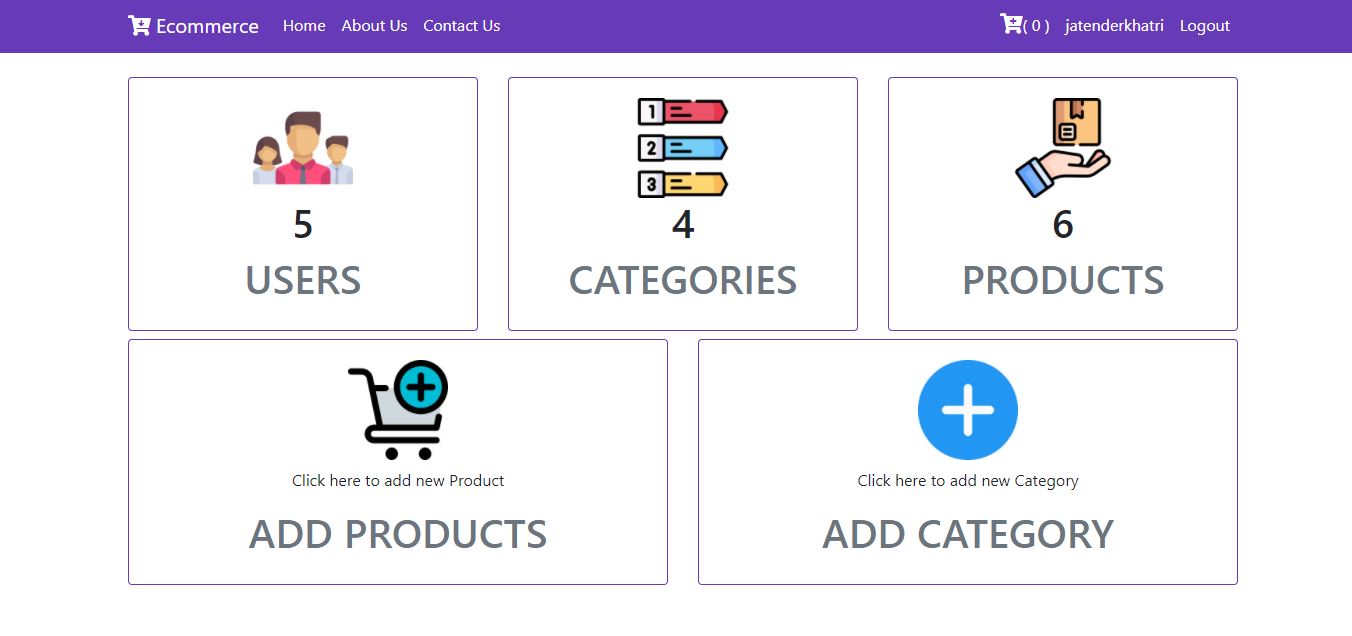 Ecommerce Home About Us Contact Us ( 0 ) jatenderkhatri Logout
1
2
3
5
USERS
4
CATEGORIES
6
PRODUCTS
Click here to add new Product
ADD PRODUCTS
Click here to add new Category
ADD CATEGORY